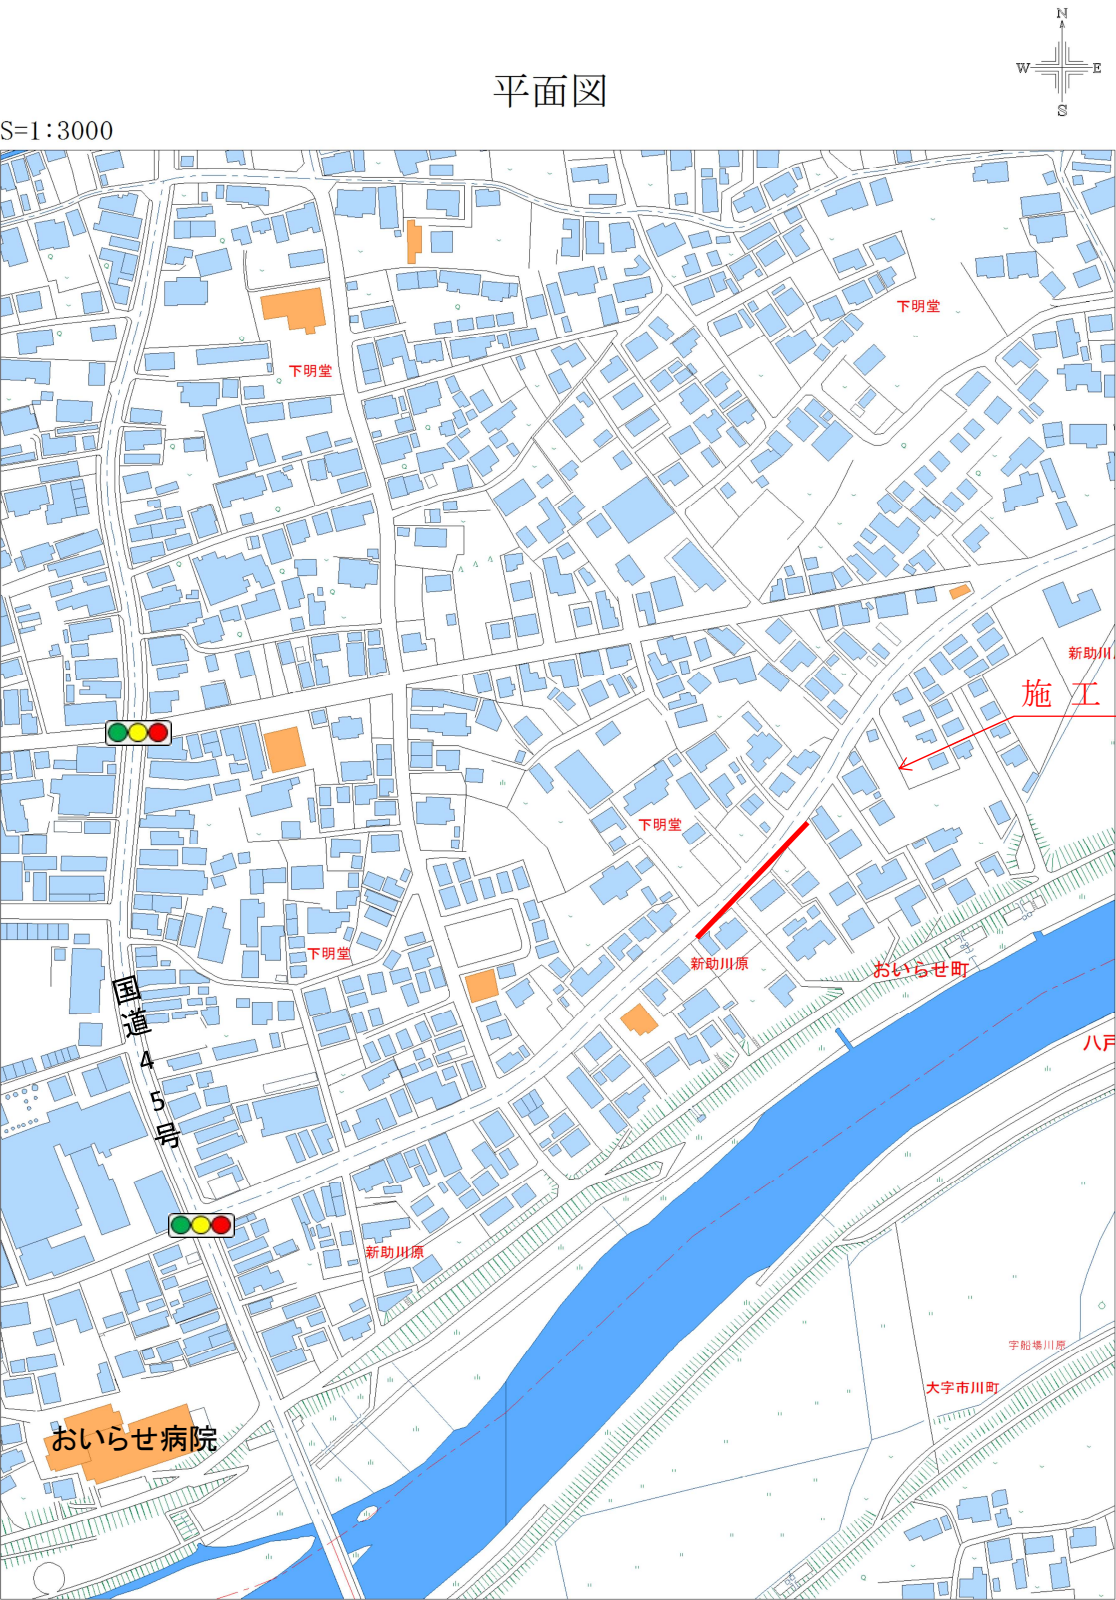 N
W E
S
平面図
S=1:3000
下明堂
下明堂
新助川
施 工
下明堂
下明堂
新助川原
おいらせ町
国道45号
八戸
新助川原
字船場川原
大字市川町
おいらせ病院